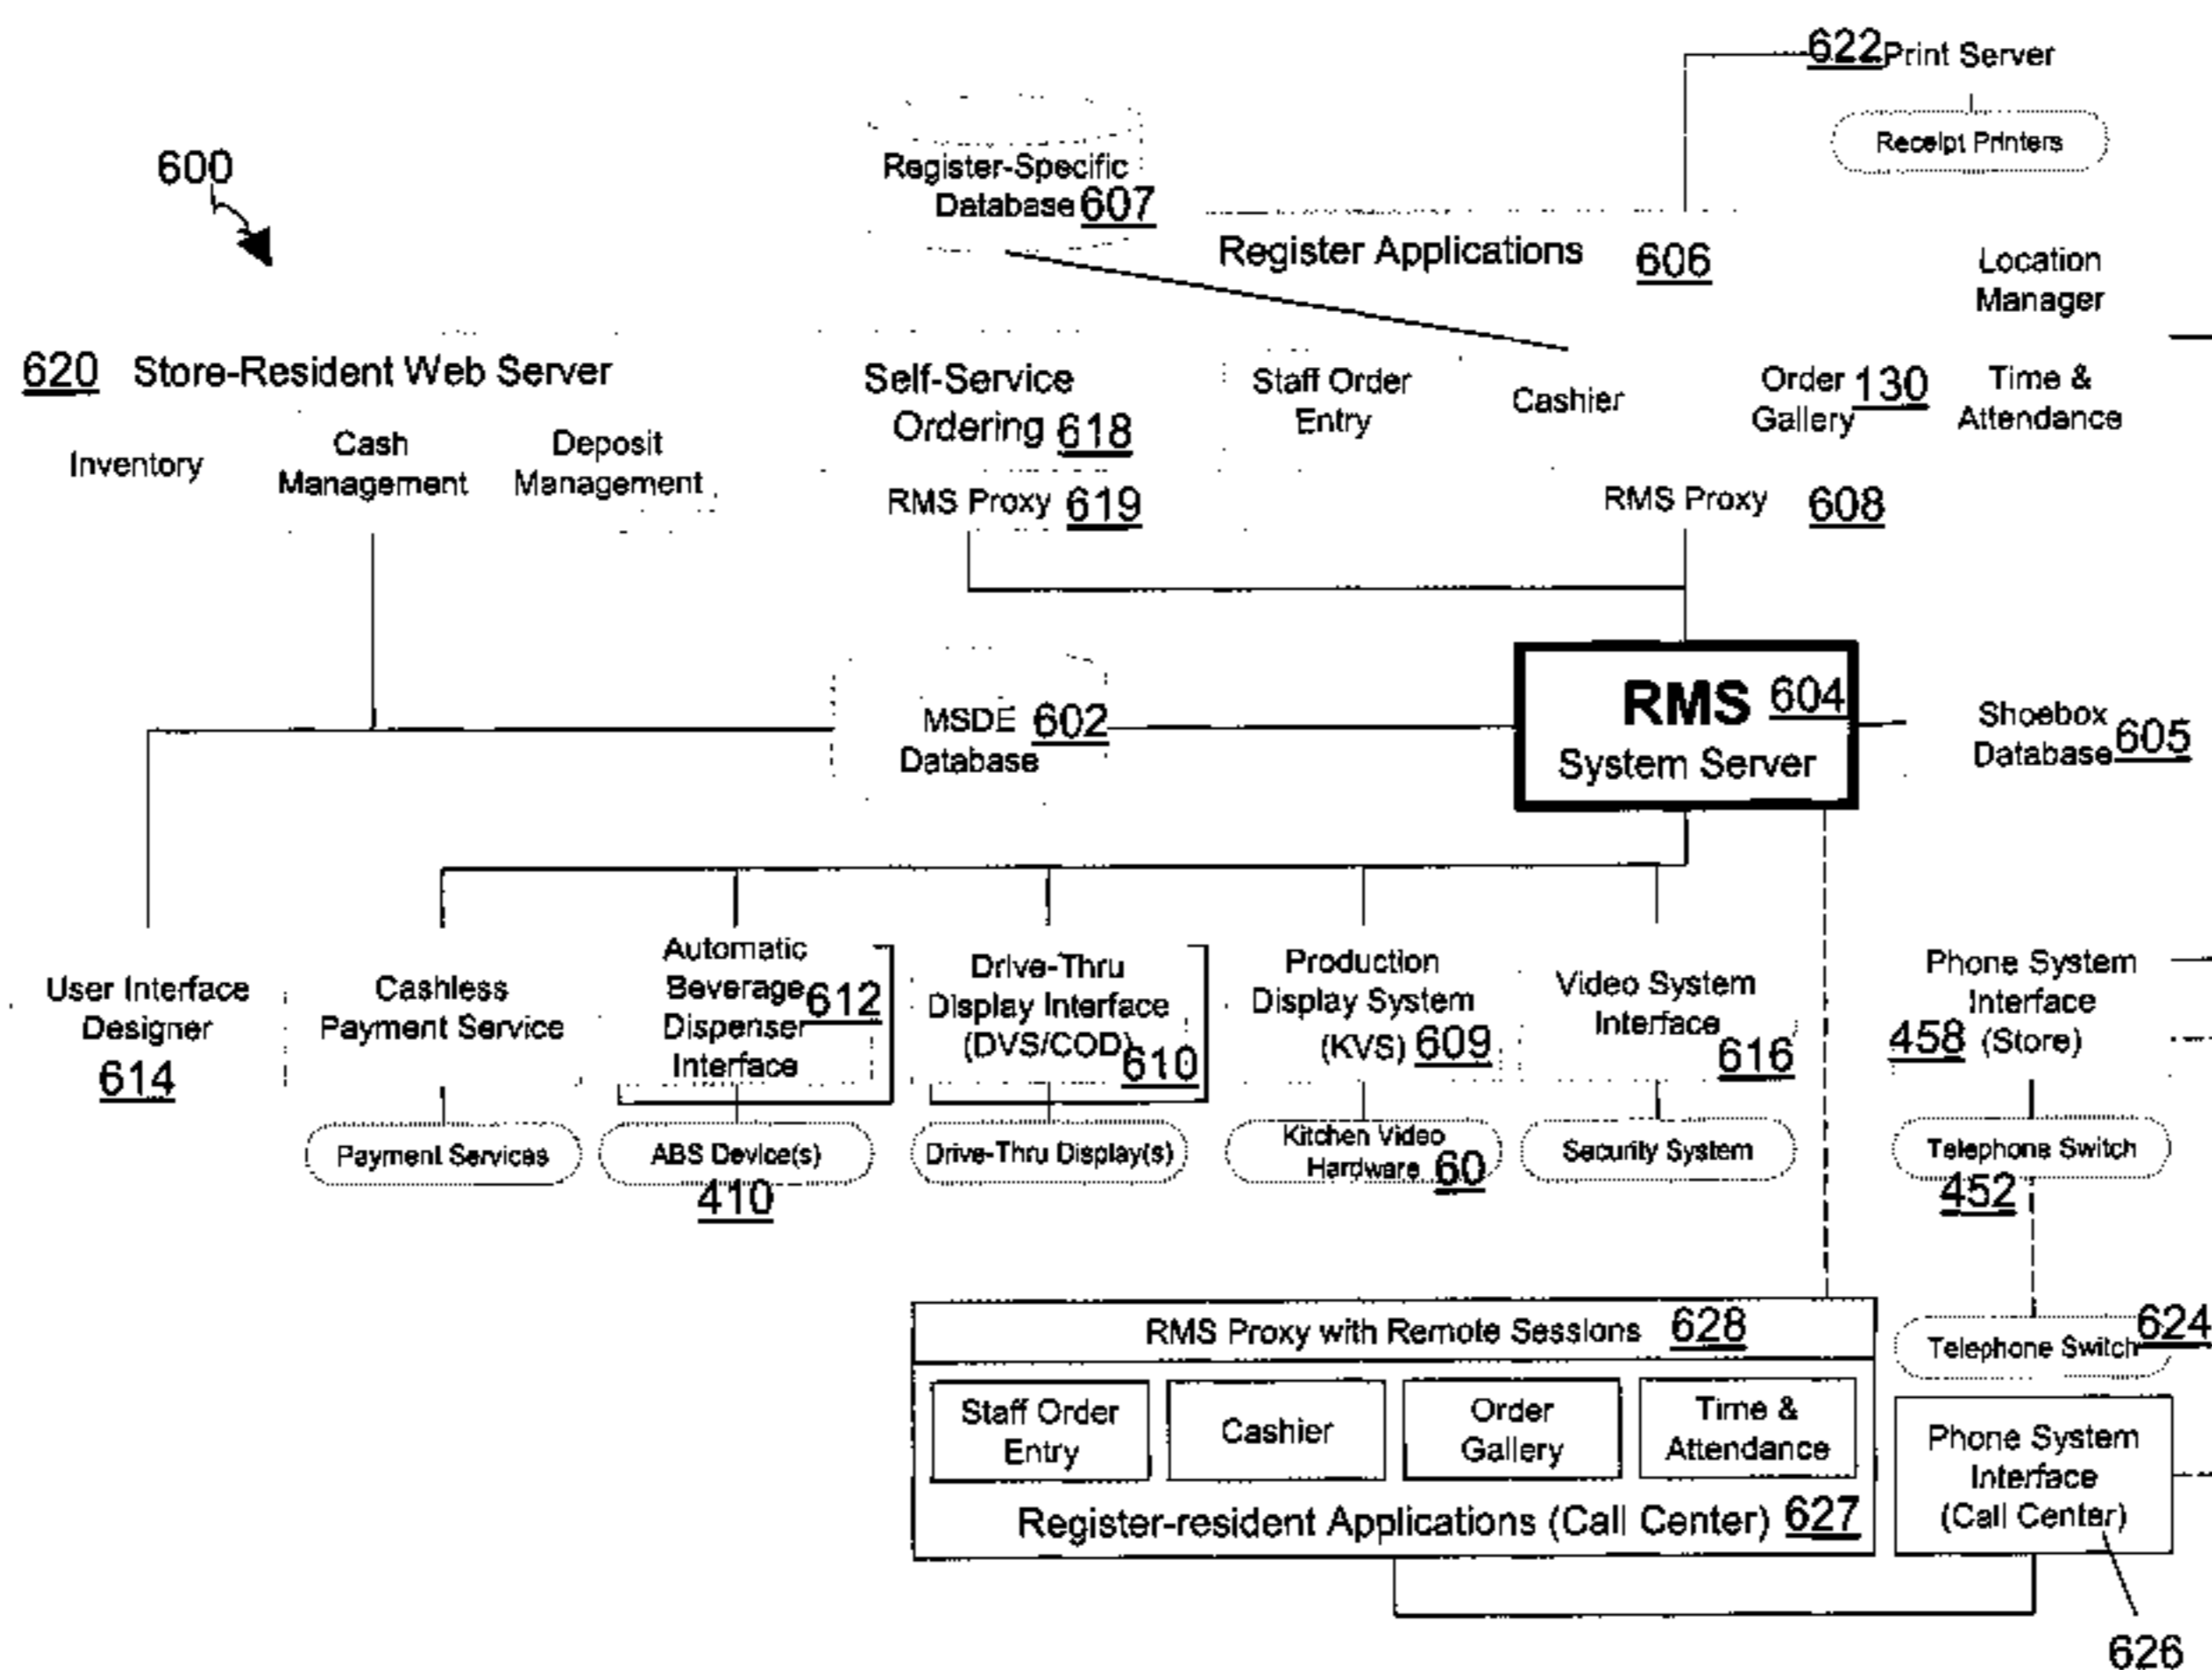 622 Print Server
Receipt Printers
600
Register-Specific
Database 607
Register Applications 606
Location
Manager
620 Store-Resident Web Server
Inventory
Cash
Management
Deposit
Management
Self-Service
Ordering 618
RMS Proxy 619
Staff Order
Entry
Cashier
Order 130
Gallery
Time &
Attendance
RMS Proxy 608
MSDE 602
Database
RMS 604
System Server
Shoebox
Database 605
User Interface
Designer
614
Cashless
Payment Service
Automatic
Beverage 612
Dispenser
Interface
Drive-Thru
Display Interface
(DVS/COD) 610
Production
Display System
(KVS) 609
Video System
Interface
616
Phone System
Interface
458 (Store)
Payment Services
ABS Device(s)
410
Drive-Thru Display(s)
Kitchen Video
Hardware 60
Security System
Telephone Switch
452
RMS Proxy with Remote Sessions 628
624
Telephone Switch
Staff Order
Entry
Cashier
Order
Gallery
Time &
Attendance
Register-resident Applications (Call Center) 627
Phone System
Interface
(Call Center)
626